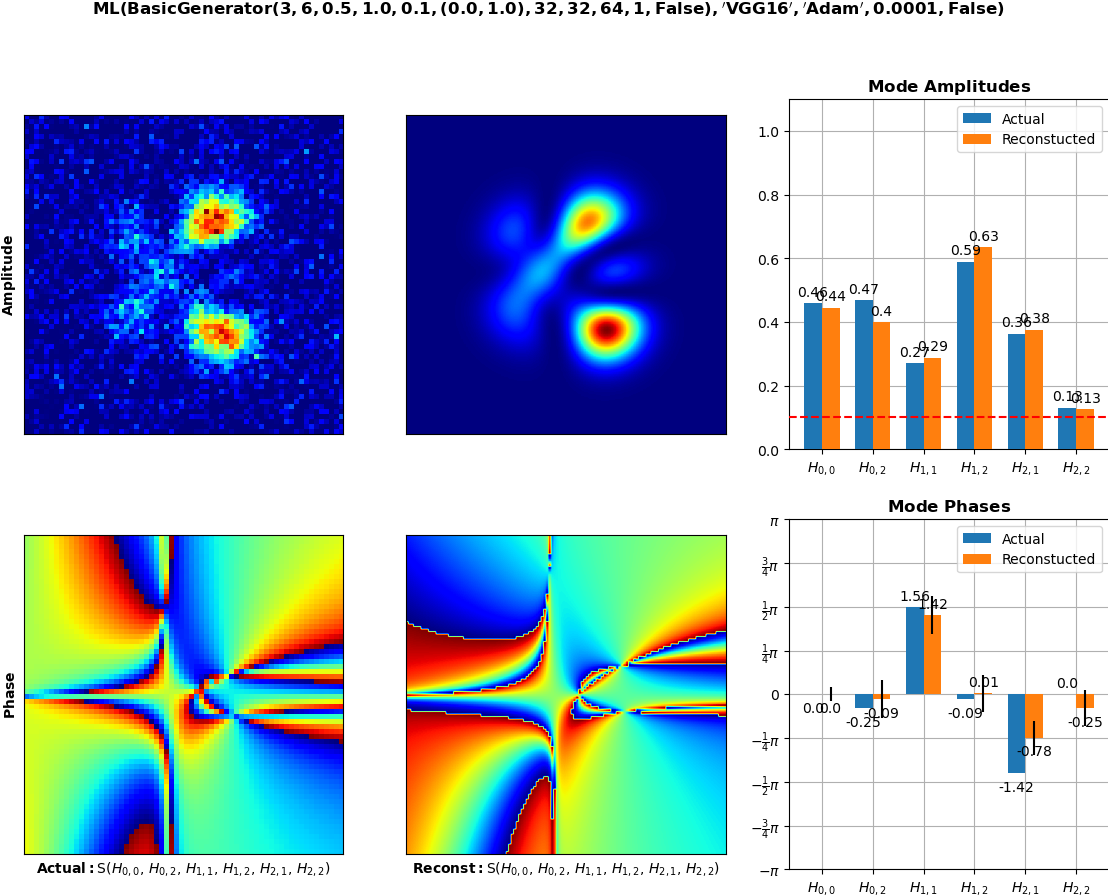 ML(BasicGenerator(3, 6, 0.5, 1.0, 0.1, (0.0, 1.0), 32, 32, 64, 1, False), 'VGG16', 'Adam', 0.0001, False)
Amplitude
Mode Amplitudes
Actual
Reconstucted
1.0
0.8
0.6
0.4
0.2
0.0
0.46
0.44
0.47
0.4
0.27
0.29
0.59
0.63
0.36
0.38
0.13
0.13
H0,0 H0,2 H1,1 H1,2 H2,1 H2,2
Phase
Actual: S(H0,0, H0,2, H1,1, H1,2, H2,1, H2,2)
Reconst: S(H0,0, H0,2, H1,1, H1,2, H2,1, H2,2)
Mode Phases
Actual
Reconstucted
π
3/4π
1/2π
1/4π
0
−1/4π
−1/2π
−3/4π
−π
0.0
0.0
-0.25
-0.09
1.56
1.42
-0.09
0.01
-1.42
-0.78
0.0
-0.25
H0,0 H0,2 H1,1 H1,2 H2,1 H2,2